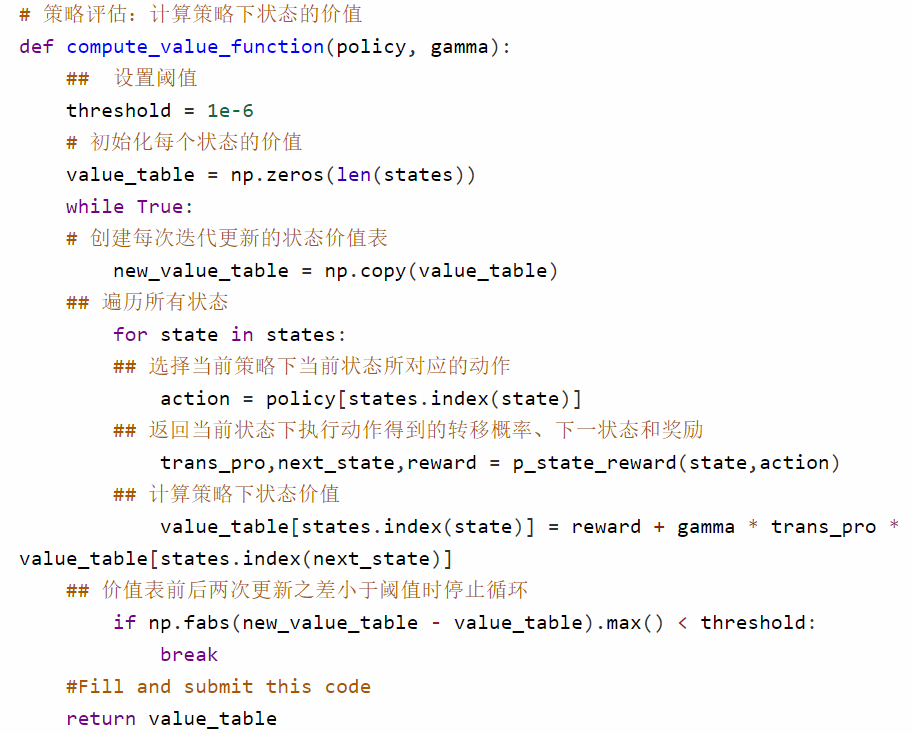 # 策略评估：计算策略下状态的价值
def compute_value_function(policy, gamma):
    ##  设置阈值
    threshold = 1e-6
    # 初始化每个状态的价值
    value_table = np.zeros(len(states))
    while True:
    # 创建每次迭代更新的状态价值表
        new_value_table = np.copy(value_table)
    ## 遍历所有状态
        for state in states:
        ## 选择当前策略下当前状态所对应的动作
            action = policy[states.index(state)]
        ## 返回当前状态下执行动作得到的转移概率、下一状态和奖励
            trans_pro,next_state,reward = p_state_reward(state,action)
        ## 计算策略下状态价值
            value_table[states.index(state)] = reward + gamma * trans_pro *
value_table[states.index(next_state)]
    ## 价值表前后两次更新之差小于阈值时停止循环
        if np.fabs(new_value_table - value_table).max() < threshold:
            break
    #Fill and submit this code
    return value_table